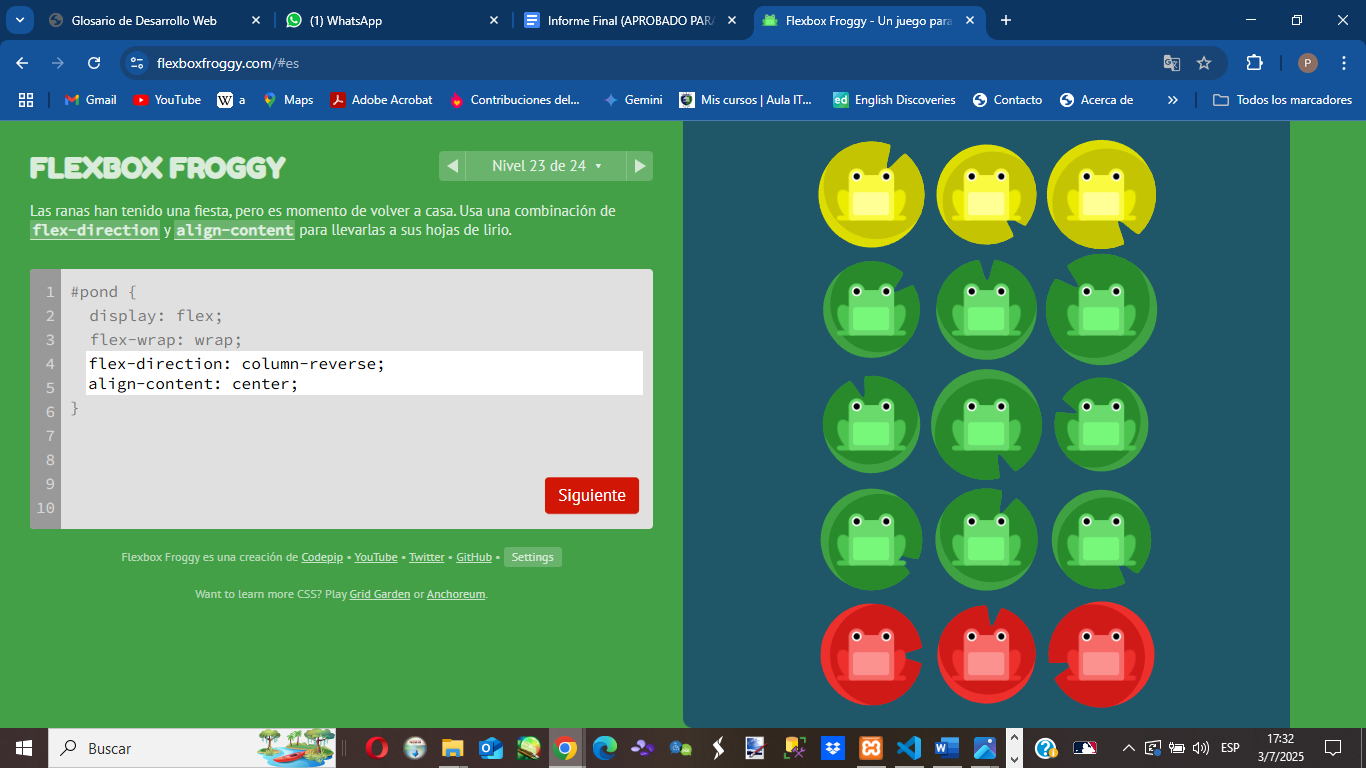 Glosario de Desarrollo Web
(1) WhatsApp
Informe Final (APROBADO PARA
Flexbox Froggy - Un juego para
flexboxfroggy.com/#es
P
Gmail
YouTube
W a
Maps
Adobe Acrobat
Contribuciones del...
Gemini
Mis cursos | Aula IT...
ed English Discoveries
Contacto
Acerca de
»
Todos los marcadores
FLEXBOX FROGGY
Nivel 23 de 24
Las ranas han tenido una fiesta, pero es momento de volver a casa. Usa una combinación de
flex-direction y align-content para llevarlas a sus hojas de lirio.
1 #pond {
2 display: flex;
3 flex-wrap: wrap;
4 flex-direction: column-reverse;
5 align-content: center;
6 }
7
8
9
10
Siguiente
Flexbox Froggy es una creación de Codepip • YouTube • Twitter • GitHub • Settings
Want to learn more CSS? Play Grid Garden or Anchoreum.
Buscar
ESP
17:32
3/7/2025